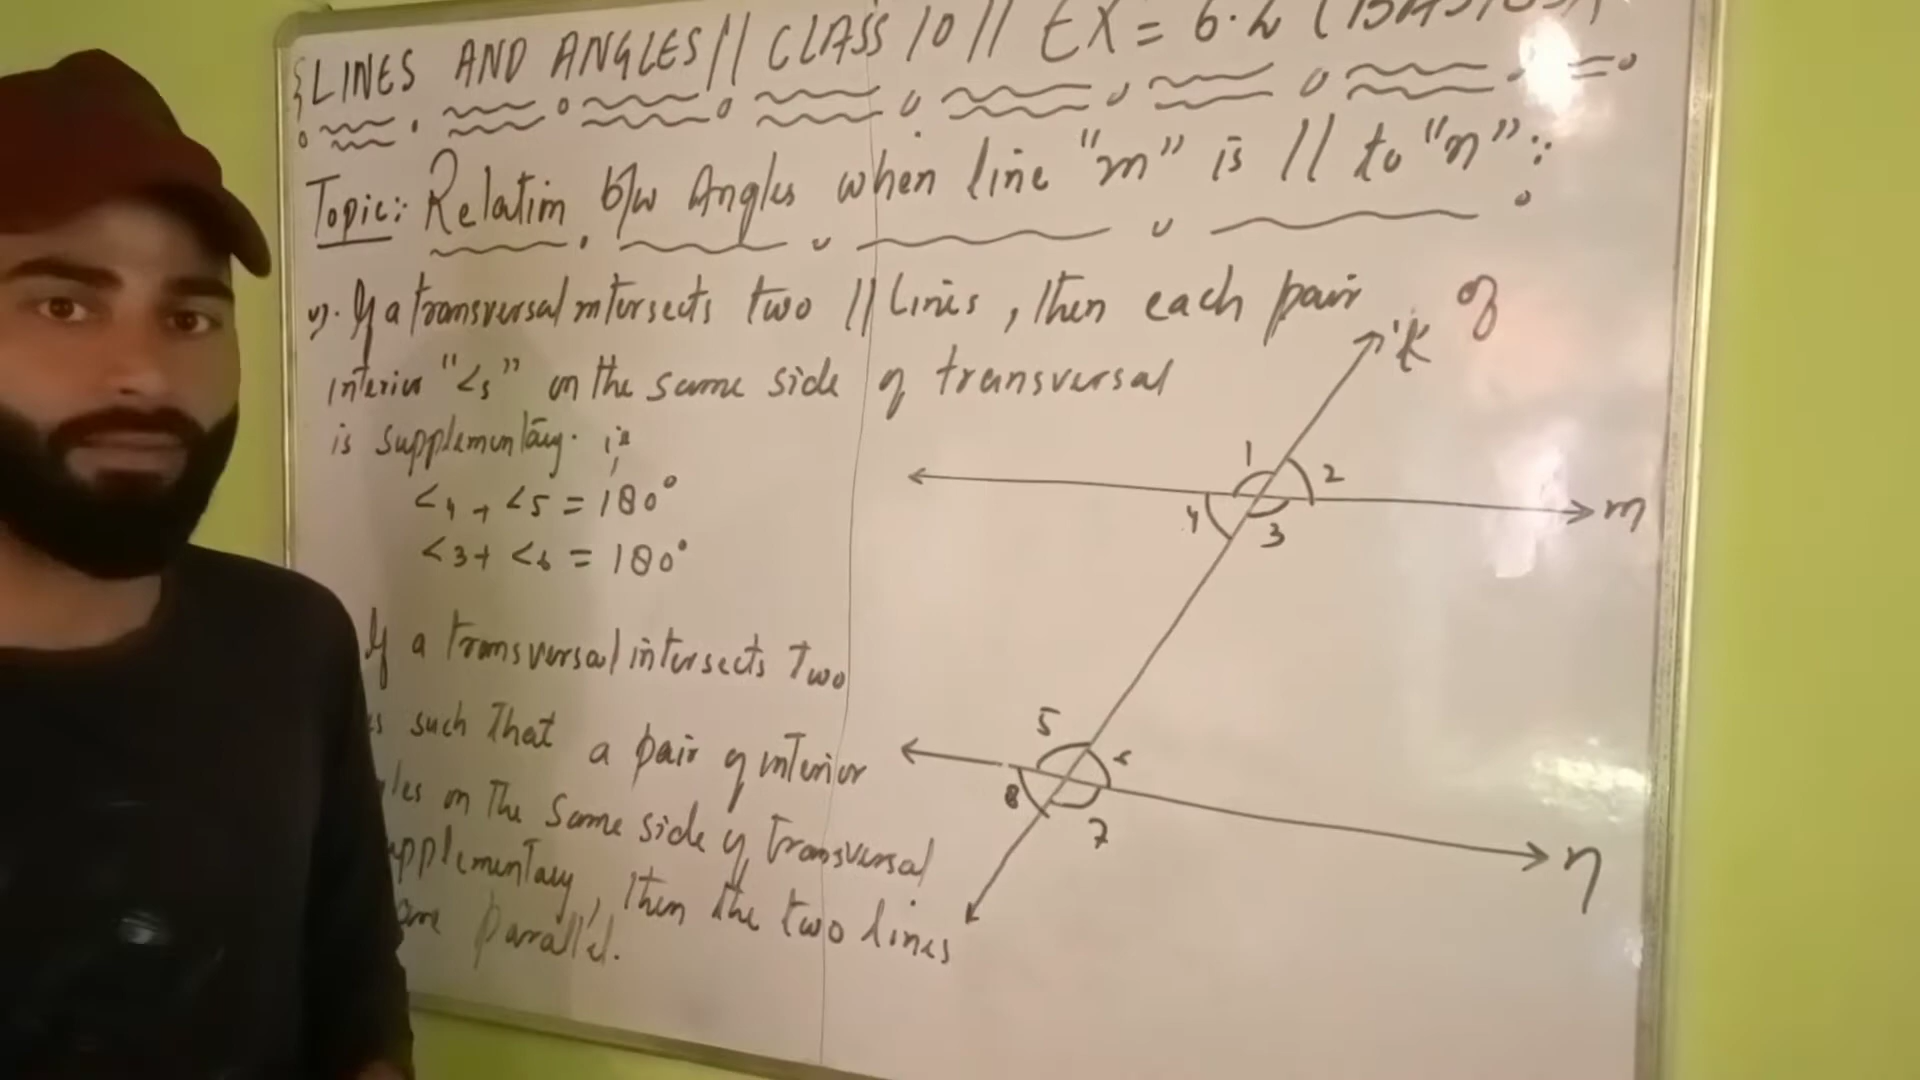 LINES AND ANGLES // CLASS 10 // EX = 6.2 (
Topic:- Relation b/w Angles when line "m" is // to "n" :-
v). If a transversal intersects two // lines, then each pair of
interior "∠s" on the same side of transversal
is supplementary. ie
∠4 + ∠5 = 180°
∠3 + ∠6 = 180°
If a transversal intersects two
such that a pair of interior
on the same side of transversal
then the two lines
are parallel.
k
1 2
m
4 3
5 6
8 7
n